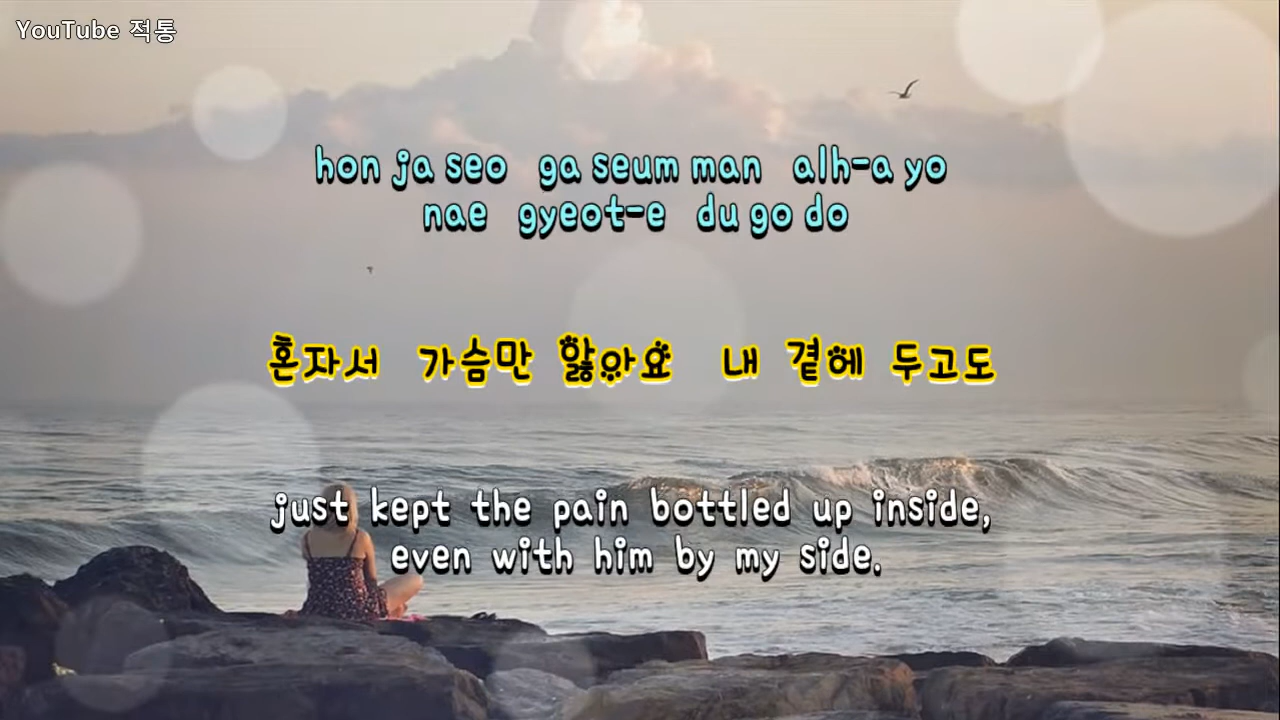 YouTube 적통
hon ja seo ga seum man alh-a yo
nae gyeot-e du go do
혼자서 가슴만 앓아요 내 곁헤 두고도
just kept the pain bottled up inside,
even with him by my side.